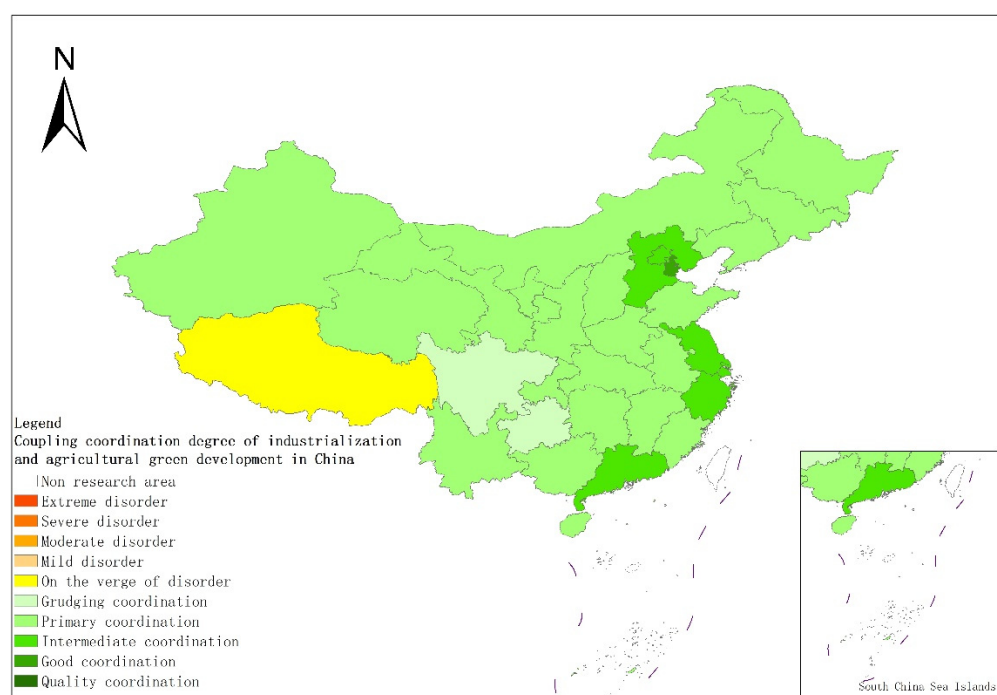 N
Legend
Coupling coordination degree of industrialization
and agricultural green development in China
Non research area
Extreme disorder
Severe disorder
Moderate disorder
Mild disorder
On the verge of disorder
Grudging coordination
Primary coordination
Intermediate coordination
Good coordination
Quality coordination
South China Sea Islands